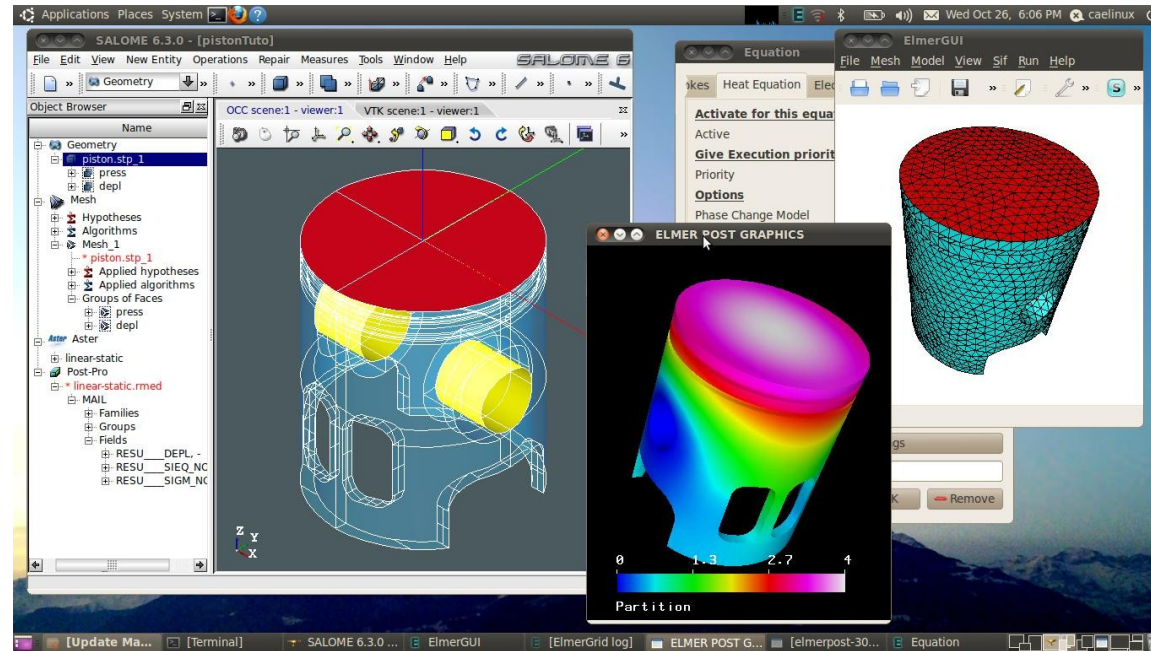 Applications Places System
Wed Oct 26, 6:06 PM caelinux
SALOME 6.3.0 - [pistonTuto]
File Edit View New Entity Operations Repair Measures Tools Window Help
SALOME 6
Geometry
Object Browser
Name
Geometry
piston.stp_1
press
depl
Mesh
Hypotheses
Algorithms
Mesh_1
* piston.stp_1
Applied hypotheses
Applied algorithms
Groups of Faces
press
depl
Aster Aster
linear-static
Post-Pro
* linear-static.rmed
MAIL
Families
Groups
Fields
RESU____DEPL, -
RESU____SIEQ_NO
RESU____SIGM_NO
OCC scene:1 - viewer:1 VTK scene:1 - viewer:1
Z
Y
X
Equation
Heat Equation
Activate for this equa
Active
Give Execution priorit
Priority
Options
Phase Change Model
Remove
ElmerGUI
File Mesh Model View Sif Run Help
S
ELMER POST GRAPHICS
0 1.3 2.7 4
Partition
[Update Ma... [Terminal] SALOME 6.3.0 ... ElmerGUI [ElmerGrid log] ELMER POST G... [elmerpost-30... Equation